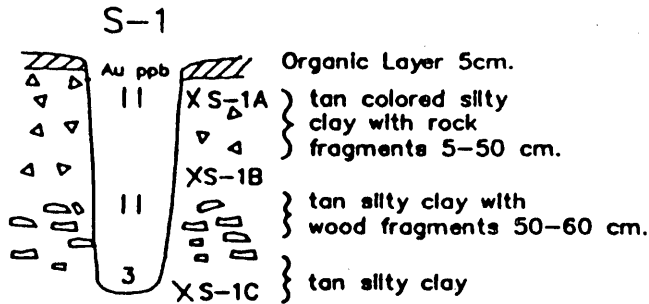 S-1
Organic Layer 5cm.
Au ppb
11
X S-1A
tan colored silty
clay with rock
fragments 5-50 cm.
XS-1B
11
tan silty clay with
wood fragments 50-60 cm.
3
XS-1C
tan silty clay